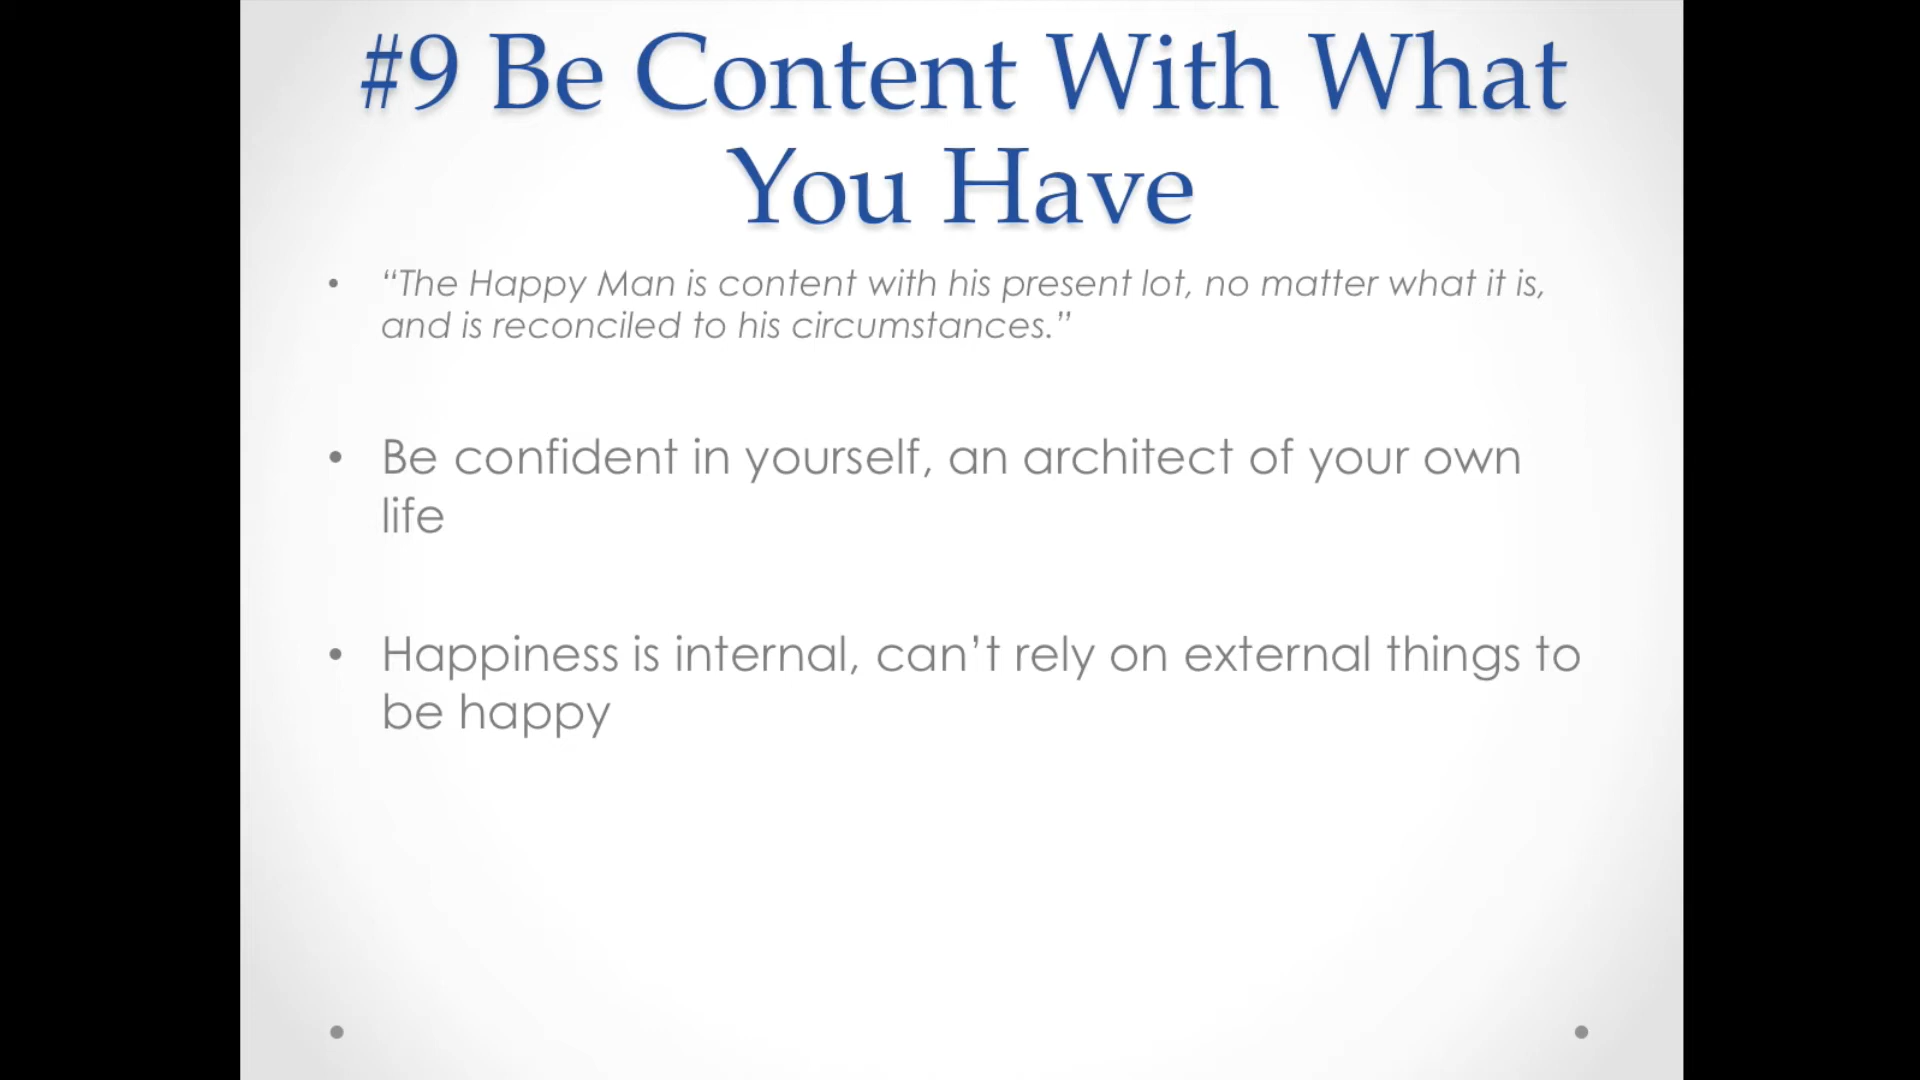 #9 Be Content With What
You Have
• “The Happy Man is content with his present lot, no matter what it is,
and is reconciled to his circumstances.”
• Be confident in yourself, an architect of your own
life
• Happiness is internal, can’t rely on external things to
be happy